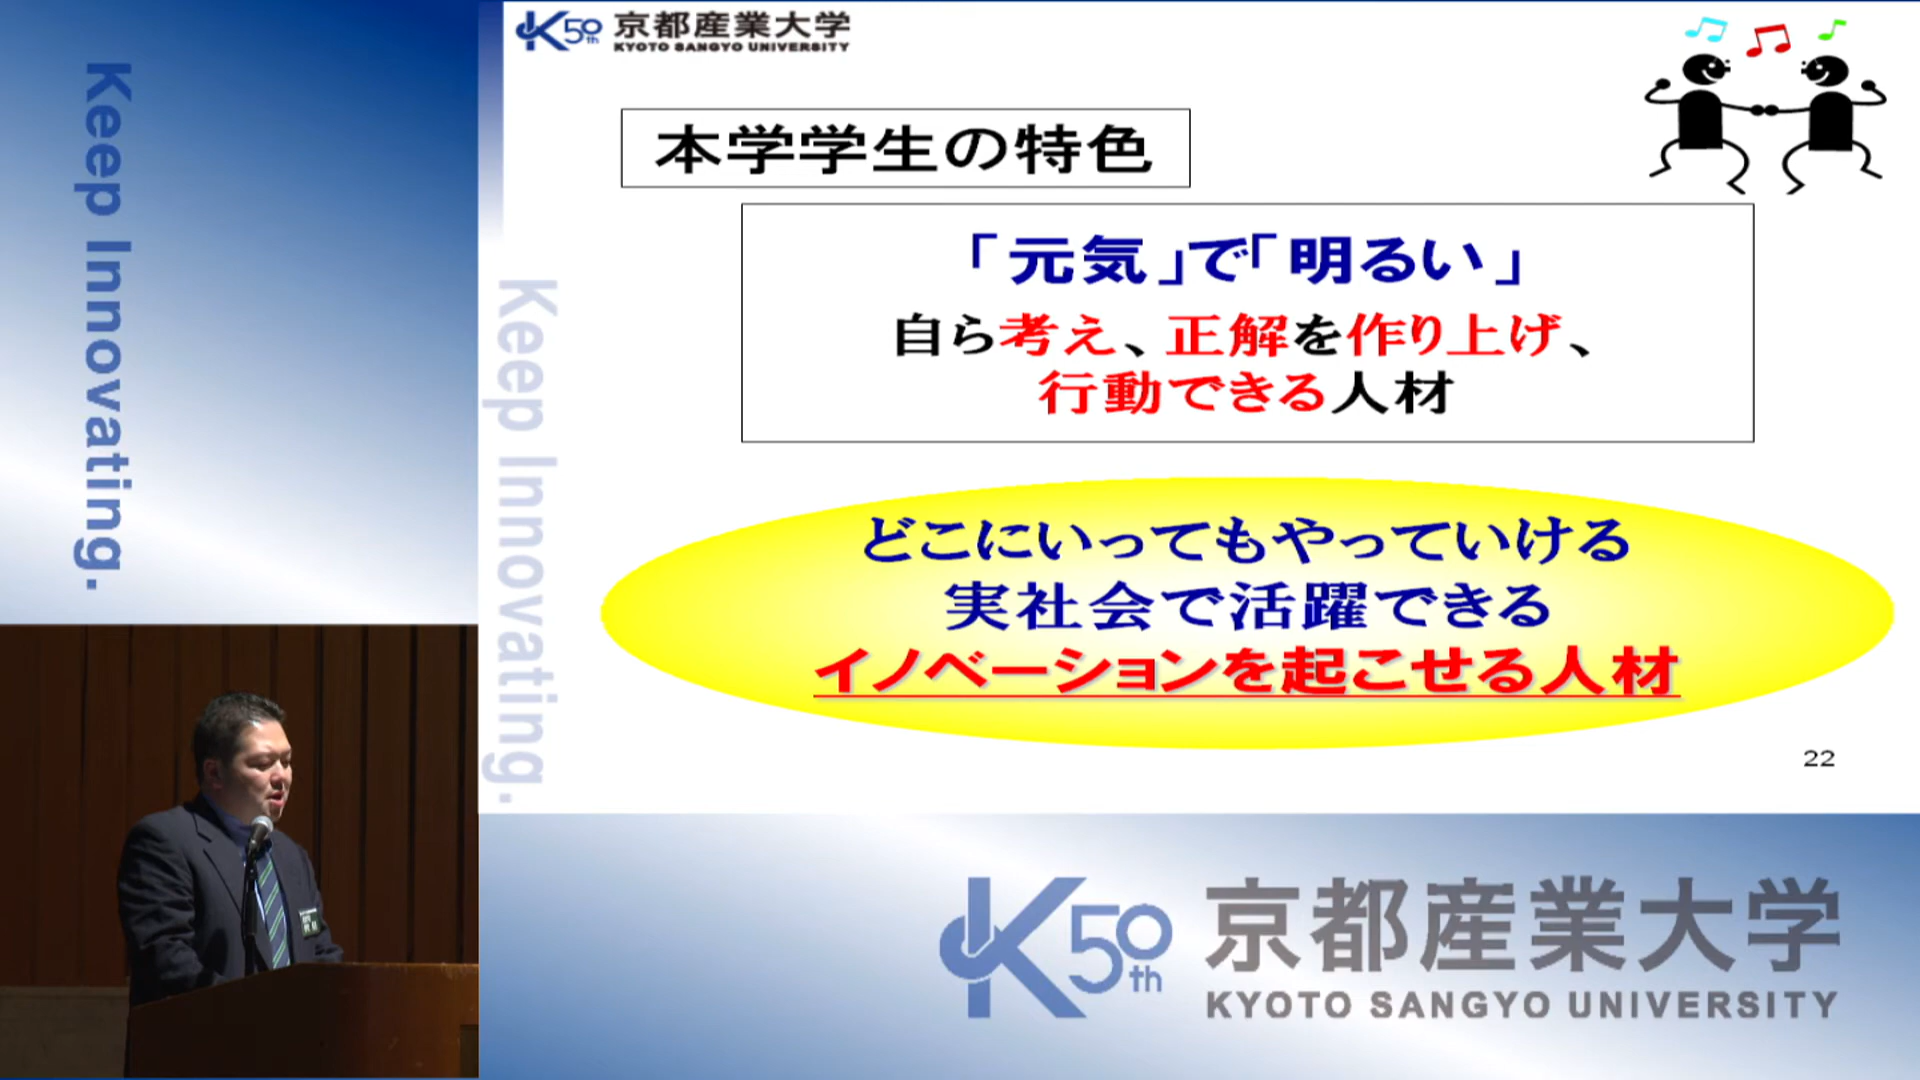 Keep Innovating.
K50th 京都産業大学
KYOTO SANGYO UNIVERSITY
本学学生の特色
「元気」で「明るい」
自ら考え、正解を作り上げ、
行動できる人材
Keep Innovating.
どこにいってもやっていける
実社会で活躍できる
イノベーションを起こせる人材
22
K50th 京都産業大学
KYOTO SANGYO UNIVERSITY